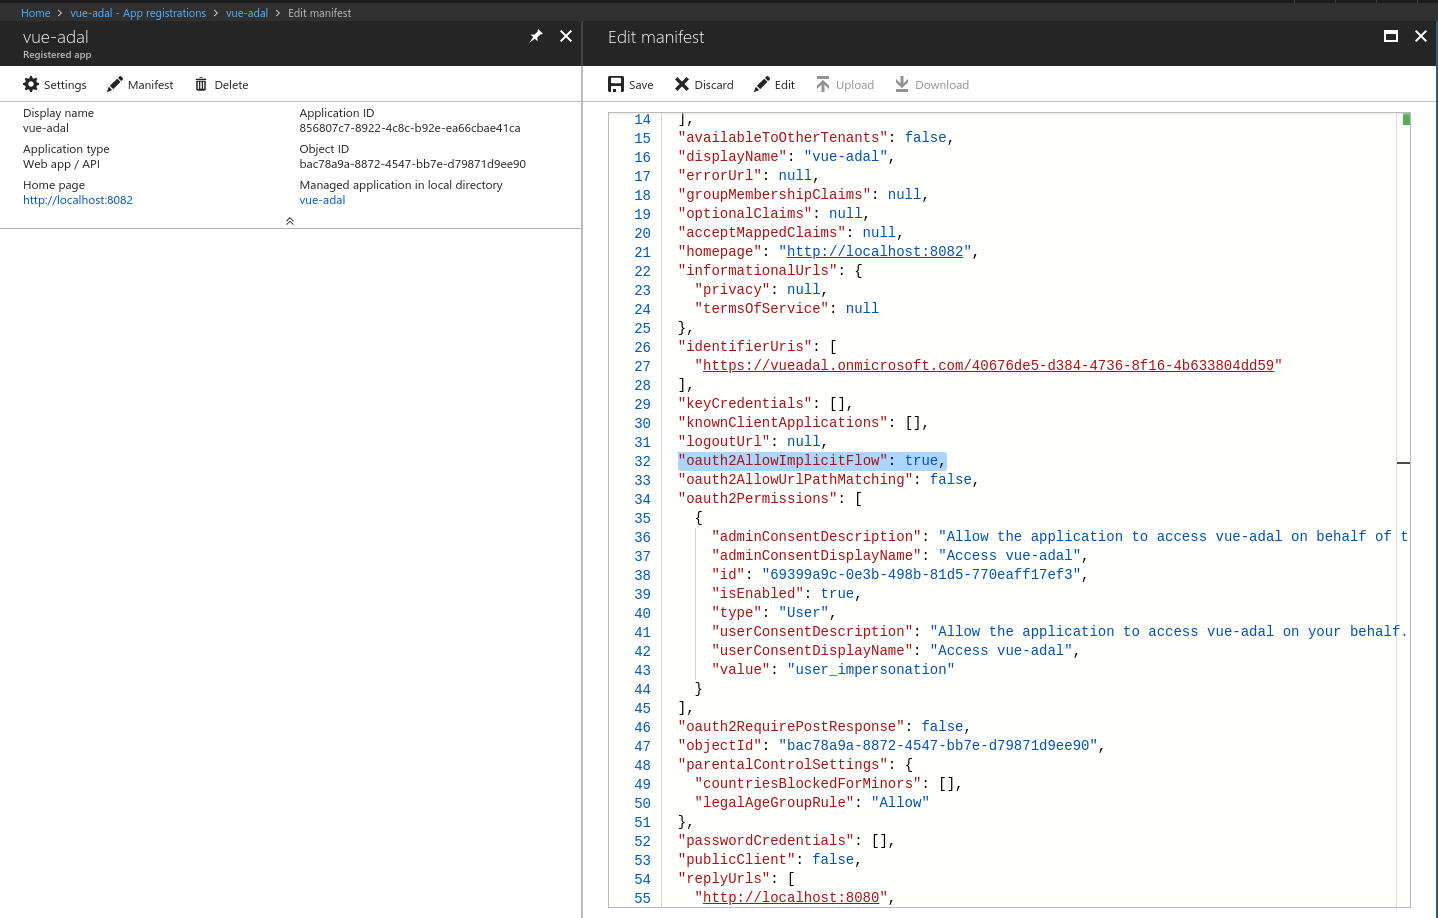 Home > vue-adal - App registrations > vue-adal > Edit manifest
vue-adal
Registered app
Settings Manifest Delete
Display name
vue-adal
Application ID
856807c7-8922-4c8c-b92e-ea66cbae41ca
Application type
Web app / API
Object ID
bac78a9a-8872-4547-bb7e-d79871d9ee90
Home page
http://localhost:8082
Managed application in local directory
vue-adal
Edit manifest
Save Discard Edit Upload Download
14 ],
15 "availableToOtherTenants": false,
16 "displayName": "vue-adal",
17 "errorUrl": null,
18 "groupMembershipClaims": null,
19 "optionalClaims": null,
20 "acceptMappedClaims": null,
21 "homepage": "http://localhost:8082",
22 "informationalUrls": {
23 "privacy": null,
24 "termsOfService": null
25 },
26 "identifierUris": [
27 "https://vueadal.onmicrosoft.com/40676de5-d384-4736-8f16-4b633804dd59"
28 ],
29 "keyCredentials": [],
30 "knownClientApplications": [],
31 "logoutUrl": null,
32 "oauth2AllowImplicitFlow": true,
33 "oauth2AllowUrlPathMatching": false,
34 "oauth2Permissions": [
35 {
36 "adminConsentDescription": "Allow the application to access vue-adal on behalf of t
37 "adminConsentDisplayName": "Access vue-adal",
38 "id": "69399a9c-0e3b-498b-81d5-770eaff17ef3",
39 "isEnabled": true,
40 "type": "User",
41 "userConsentDescription": "Allow the application to access vue-adal on your behalf.
42 "userConsentDisplayName": "Access vue-adal",
43 "value": "user_impersonation"
44 }
45 ],
46 "oauth2RequirePostResponse": false,
47 "objectId": "bac78a9a-8872-4547-bb7e-d79871d9ee90",
48 "parentalControlSettings": {
49 "countriesBlockedForMinors": [],
50 "legalAgeGroupRule": "Allow"
51 },
52 "passwordCredentials": [],
53 "publicClient": false,
54 "replyUrls": [
55 "http://localhost:8080",